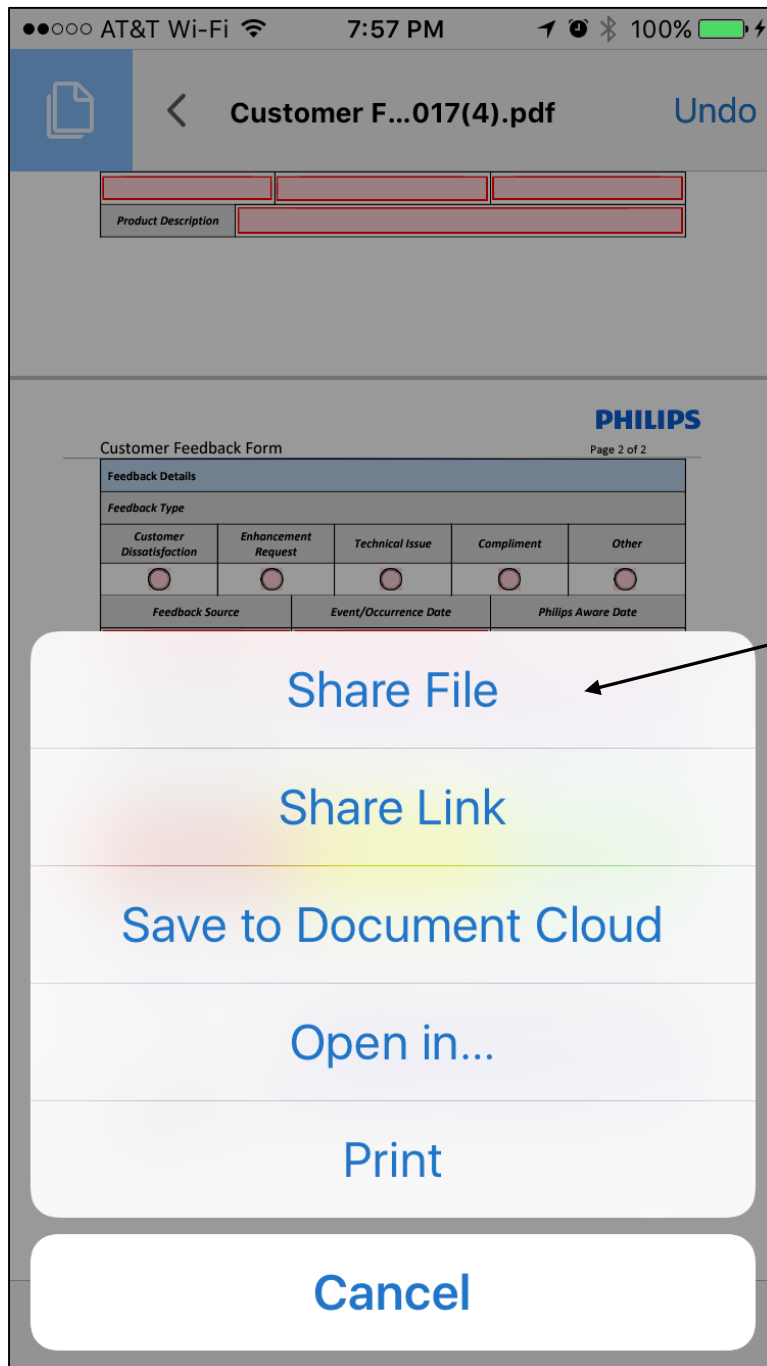 AT&T Wi-Fi 7:57 PM 100%
Customer F...017(4).pdf Undo
Product Description
PHILIPS
Customer Feedback Form Page 2 of 2
Feedback Details
Feedback Type
Customer Dissatisfaction Enhancement Request Technical Issue Compliment Other
Feedback Source Event/Occurrence Date Philips Aware Date
Share File
Share Link
Save to Document Cloud
Open in...
Print
Cancel